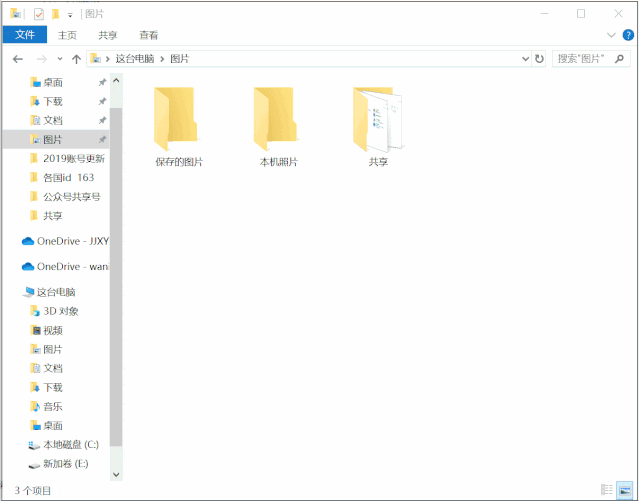 图片
文件 主页 共享 查看
这台电脑 图片 搜索"图片"
桌面
下载
文档
图片
2019账号更新
各国id 163
公众号共享号
共享
OneDrive - JJXY
OneDrive - wan
这台电脑
3D 对象
视频
图片
文档
下载
音乐
桌面
本地磁盘 (C:)
新加卷 (E:)
保存的图片 本机照片 共享
3 个项目